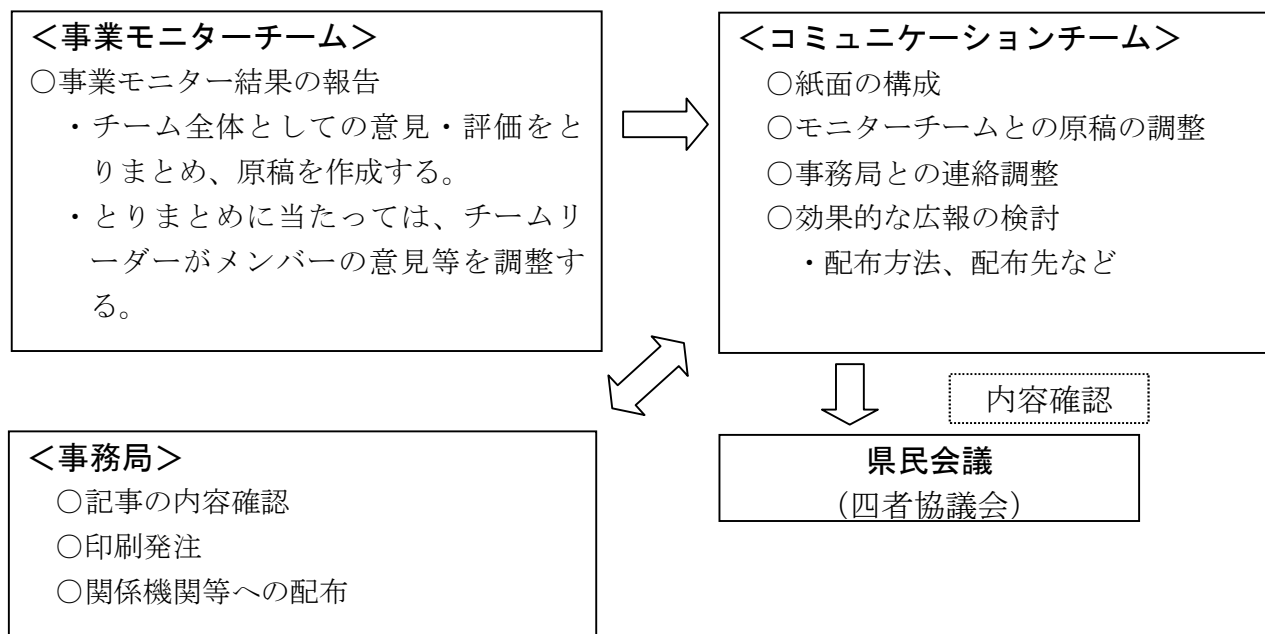 ＜事業モニターチーム＞
○事業モニター結果の報告
・チーム全体としての意見・評価をと
りまとめ、原稿を作成する。
・とりまとめに当たっては、チームリ
ーダーがメンバーの意見等を調整す
る。
＜コミュニケーションチーム＞
○紙面の構成
○モニターチームとの原稿の調整
○事務局との連絡調整
○効果的な広報の検討
・配布方法、配布先など
内容確認
＜事務局＞
○記事の内容確認
○印刷発注
○関係機関等への配布
県民会議
（四者協議会）